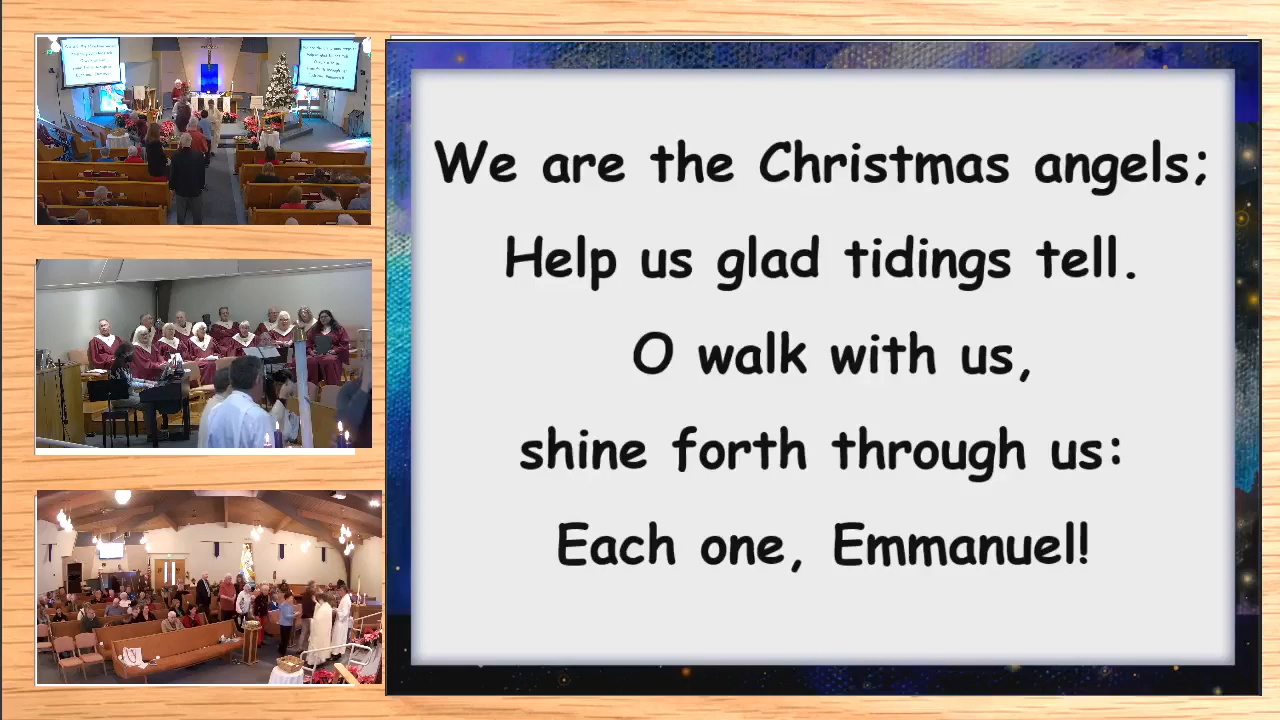 We are the Christmas angels;
Help us glad tidings tell.
O walk with us,
shine forth through us:
Each one, Emmanuel!